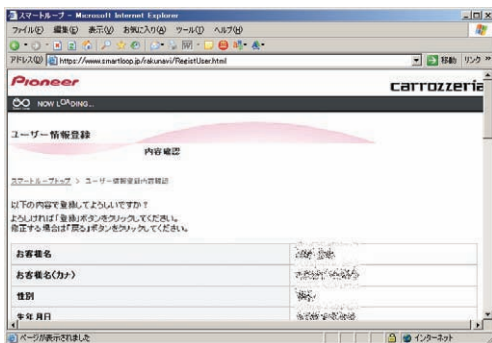 スマートループ - Microsoft Internet Explorer
ファイル(F) 編集(E) 表示(V) お気に入り(A) ツール(T) ヘルプ(H)
アドレス(D) https://www.smartloop.jp/rakunavi/RegistUser.html 移動 リンク »
Pioneer carrozzeria
NOW LOADING...
ユーザー情報登録
内容確認
スマートループトップ > ユーザー情報登録内容確認
以下の内容で登録してよろしいですか？
よろしければ「登録」ボタンをクリックしてください。
修正する場合は「戻る」ボタンをクリックしてください。
お客様名
お客様名(カナ)
性別
生年月日
ページが表示されました インターネット